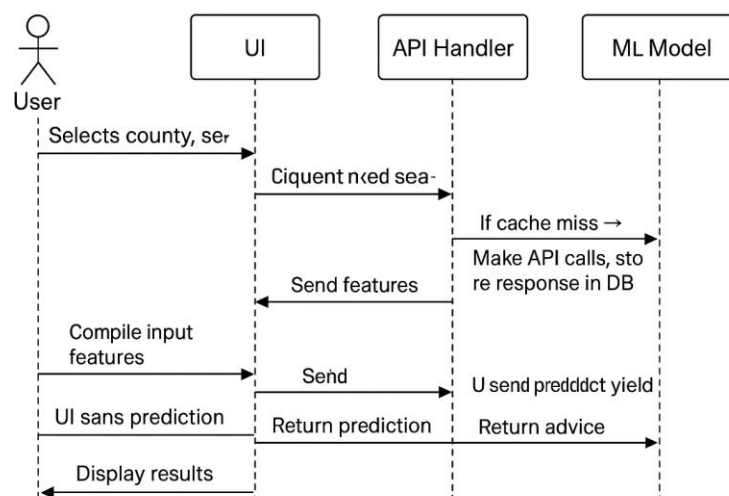 UI
API Handler
ML Model
User
Selects county, ser
Ciquent nxed sea-
If cache miss →
Make API calls, sto
re response in DB
Send features
Compile input
features
Send
U send predddct yield
UI sans prediction
Return prediction
Return advice
Display results